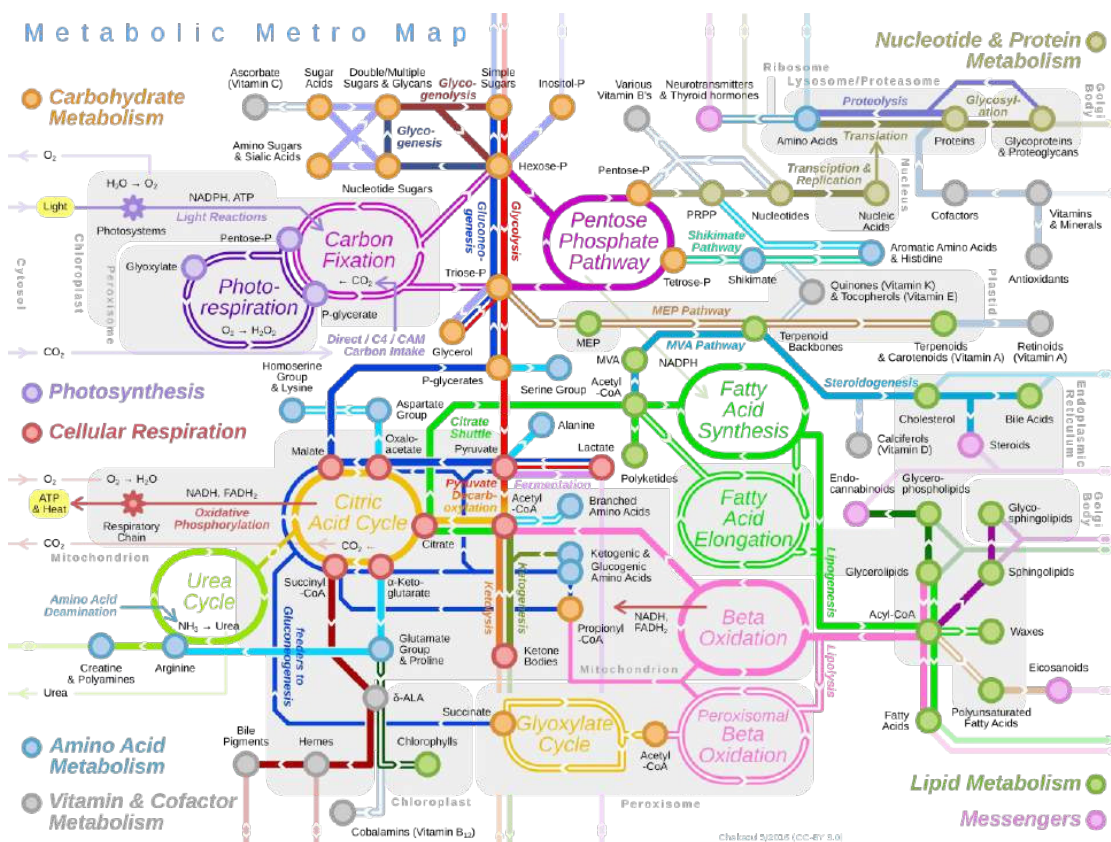 Metabolic Metro Map
Nucleotide & Protein
Metabolism
Carbohydrate
Metabolism
Ascorbate
(Vitamin C)
Sugar
Acids
Double/Multiple
Sugars & Glycans
Glyco-
genolysis
Simple
Sugars
Inositol-P
Various
Vitamin B's
Neurotransmitters
& Thyroid hormones
Ribosome
Lysosome/Proteasome
Proteolysis
Glycosyl-
ation
Golgi
Body
Glyco-
genesis
Amino Acids
Translation
Proteins
Glycoproteins
& Proteoglycans
Amino Sugars
& Sialic Acids
Nucleotide Sugars
Hexose-P
Pentose-P
Transciption &
Replication
Nucleus
PRPP
Nucleotides
Nucleic
Acids
Cofactors
Vitamins
& Minerals
Antioxidants
O₂
H₂O → O₂
NADPH, ATP
Light
Light Reactions
Photosystems
Pentose-P
Carbon
Fixation
← CO₂
Gluconeo-
genesis
Glycolysis
Pentose
Phosphate
Pathway
Shikimate
Pathway
Tetrose-P
Shikimate
Aromatic Amino Acids
& Histidine
Quinones (Vitamin K)
& Tocopherols (Vitamin E)
Plastid
Cytosol
Chloroplast
Peroxisome
Glyoxylate
Photo-
respiration
O₂ → H₂O₂
P-glycerate
Triose-P
Glycerol
Direct / C4 / CAM
Carbon Intake
CO₂
MEP Pathway
MEP
MVA Pathway
Terpenoid
Backbones
Terpenoids
& Carotenoids (Vitamin A)
Retinoids
(Vitamin A)
MVA
NADPH
Acetyl
-CoA
Homoserine
Group
& Lysine
P-glycerates
Serine Group
Photosynthesis
Cellular Respiration
Aspartate
Group
Citrate
Shuttle
Alanine
Fatty
Acid
Synthesis
Steroidogenesis
Cholesterol
Bile Acids
Endoplasmic
Reticulum
Calciferols
(Vitamin D)
Steroids
Malate
Oxalo-
acetate
Pyruvate
Lactate
Fermentation
Polyketides
O₂
O₂ → H₂O
ATP
& Heat
NADH, FADH₂
Oxidative
Phosphorylation
Respiratory
Chain
CO₂
Mitochondrion
Citric
Acid Cycle
CO₂ ←
Citrate
Pyruvate
Decarb-
oxylation
Acetyl
-CoA
Branched
Amino Acids
Fatty
Acid
Elongation
Endo-
cannabinoids
Glycero-
phospholipids
Glyco-
sphingolipids
Golgi
Body
Glycerolipids
Sphingolipids
Lipogenesis
Urea
Cycle
NH₃ → Urea
Amino Acid
Deamination
Succinyl
-CoA
α-Keto-
glutarate
Ketolysis
Ketogenesis
Ketogenic &
Glucogenic
Amino Acids
Propionyl
-CoA
NADH,
FADH₂
Beta
Oxidation
Acyl-CoA
Waxes
Creatine
& Polyamines
Arginine
Glutamate
Group
& Proline
feeders to
Gluconeogenesis
Ketone
Bodies
Mitochondrion
Lipolysis
Eicosanoids
Urea
δ-ALA
Succinate
Glyoxylate
Cycle
Acetyl
-CoA
Peroxisomal
Beta
Oxidation
Fatty
Acids
Polyunsaturated
Fatty Acids
Amino Acid
Metabolism
Bile
Pigments
Hemes
Chlorophylls
Vitamin & Cofactor
Metabolism
Chloroplast
Peroxisome
Cobalamins (Vitamin B₁₂)
Lipid Metabolism
Messengers
Chakazul 5/2016 (CC-BY 3.0)